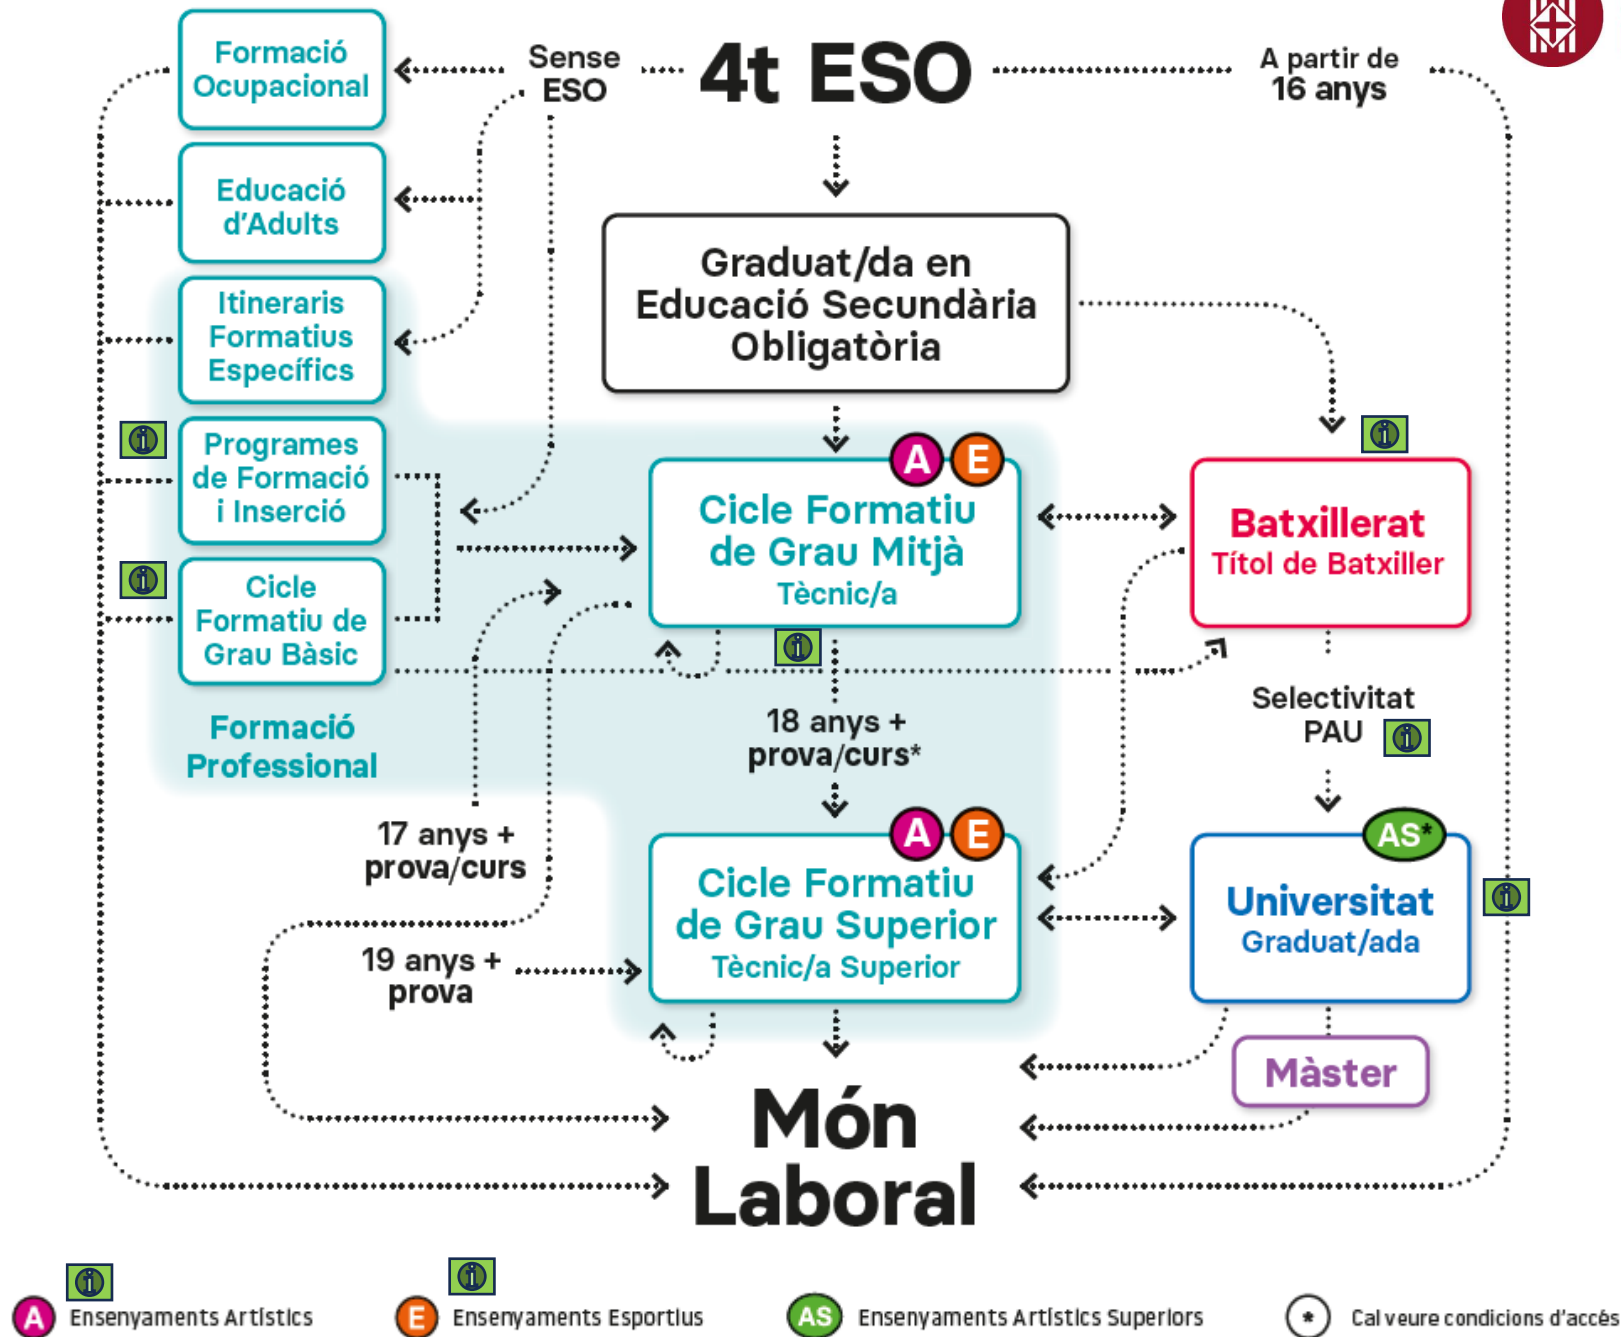 Formació
Ocupacional
Sense
ESO
4t ESO
A partir de
16 anys
Educació
d'Adults
Itineraris
Formatius
Específics
Graduat/da en
Educació Secundària
Obligatòria
Programes
de Formació
i Inserció
Cicle
Formatiu de
Grau Bàsic
Formació
Professional
A E
Cicle Formatiu
de Grau Mitjà
Tècnic/a
Batxillerat
Títol de Batxiller
18 anys +
prova/curs*
Selectivitat
PAU
17 anys +
prova/curs
19 anys +
prova
A E
Cicle Formatiu
de Grau Superior
Tècnic/a Superior
AS*
Universitat
Graduat/ada
Màster
Món
Laboral
A Ensenyaments Artístics
E Ensenyaments Esportius
AS Ensenyaments Artístics Superiors
* Cal veure condicions d'accés